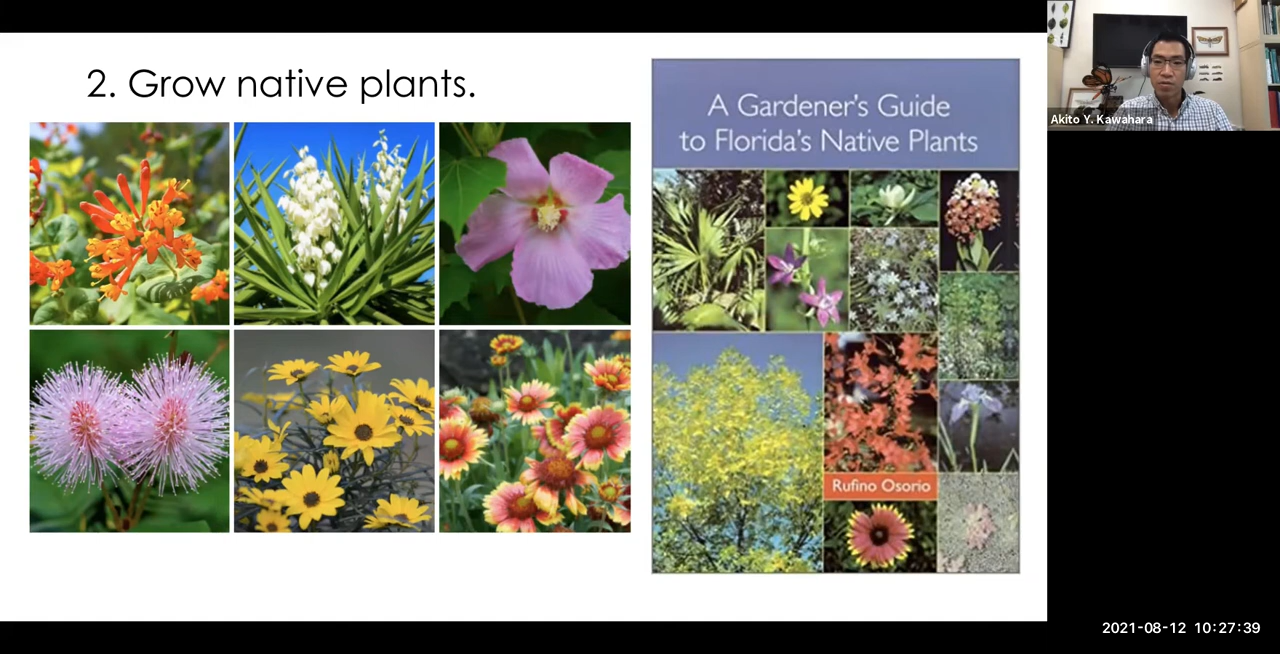 2. Grow native plants.
A Gardener's Guide
to Florida's Native Plants
Rufino Osorio
Akito Y. Kawahara
2021-08-12 10:27:39